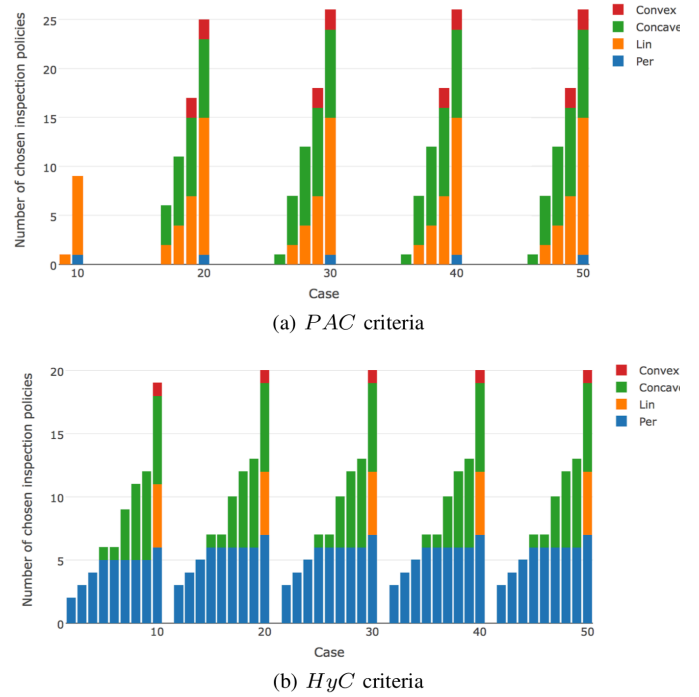 Number of chosen inspection policies
25
20
15
10
5
0
10
20
30
40
50
Case
Convex
Concave
Lin
Per
(a) PAC criteria
Number of chosen inspection policies
20
15
10
5
0
10
20
30
40
50
Case
Convex
Concave
Lin
Per
(b) HyC criteria